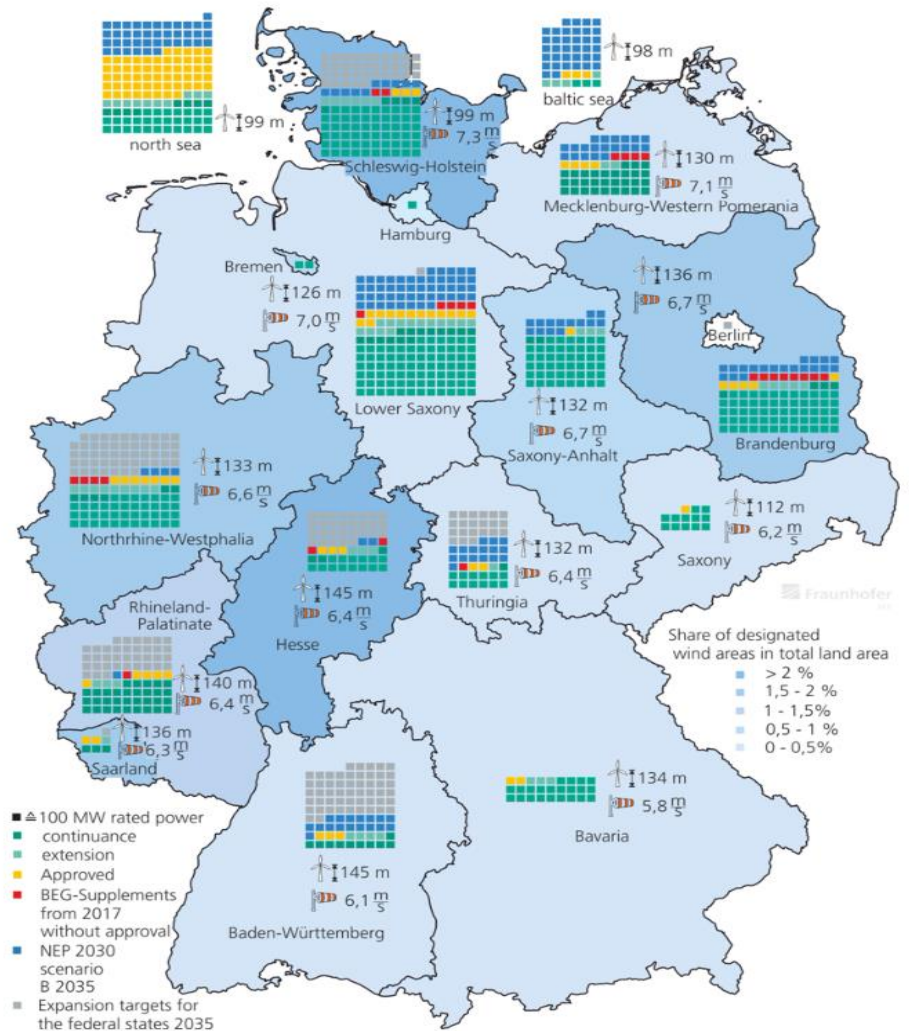 98 m
baltic sea
99 m
north sea
99 m
7,3 m/s
Schleswig-Holstein
130 m
7,1 m/s
Mecklenburg-Western Pomerania
Hamburg
Bremen
126 m
7,0 m/s
136 m
6,7 m/s
Berlin
Lower Saxony
132 m
6,7 m/s
Saxony-Anhalt
Brandenburg
133 m
6,6 m/s
Northrhine-Westphalia
112 m
6,2 m/s
Saxony
132 m
6,4 m/s
Thuringia
145 m
6,4 m/s
Hesse
Fraunhofer
Rhineland-
Palatinate
140 m
6,4 m/s
136 m
6,3 m/s
Saarland
Share of designated
wind areas in total land area
> 2 %
1,5 - 2 %
1 - 1,5%
0,5 - 1 %
0 - 0,5%
134 m
5,8 m/s
Bavaria
145 m
6,1 m/s
Baden-Württemberg
≙ 100 MW rated power
continuance
extension
Approved
BEG-Supplements
from 2017
without approval
NEP 2030
scenario
B 2035
Expansion targets for
the federal states 2035